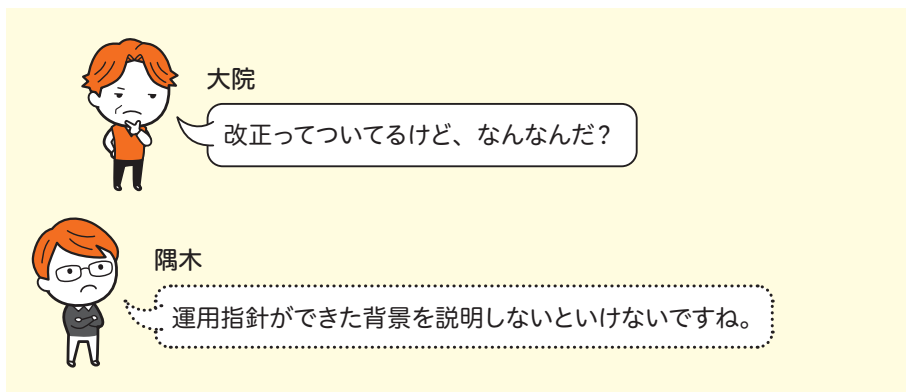 大院
改正ってついてるけど、なんなんだ？
隅木
運用指針ができた背景を説明しないといけないですね。